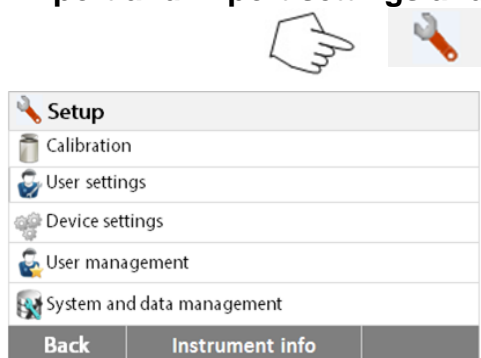 Setup
Calibration
User settings
Device settings
User management
System and data management
Back Instrument info